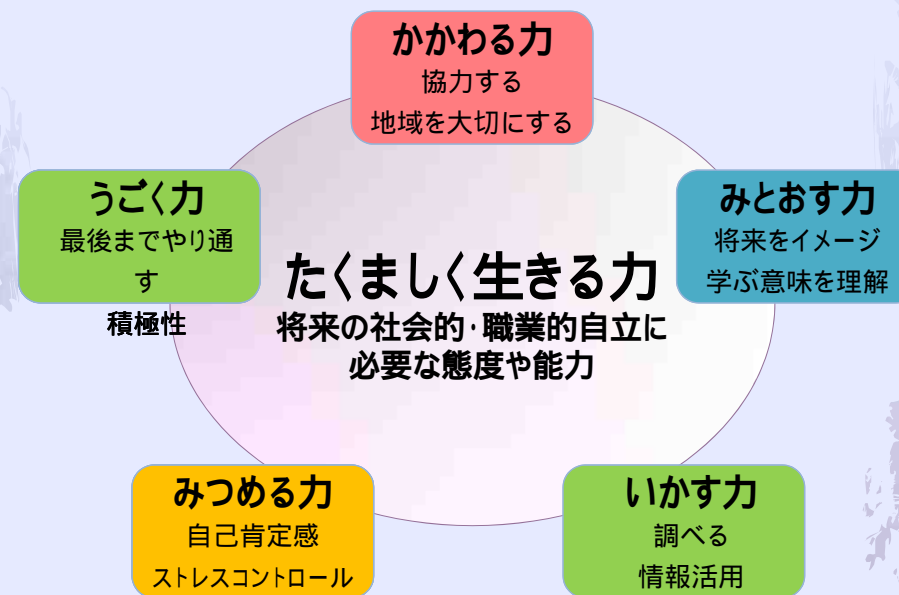 かかわる力
協力する
地域を大切にする
うごく力
最後までやり通
す
積極性
みとおす力
将来をイメージ
学ぶ意味を理解
たくましく生きる力
将来の社会的・職業的自立に
必要な態度や能力
みつめる力
自己肯定感
ストレスコントロール
いかす力
調べる
情報活用